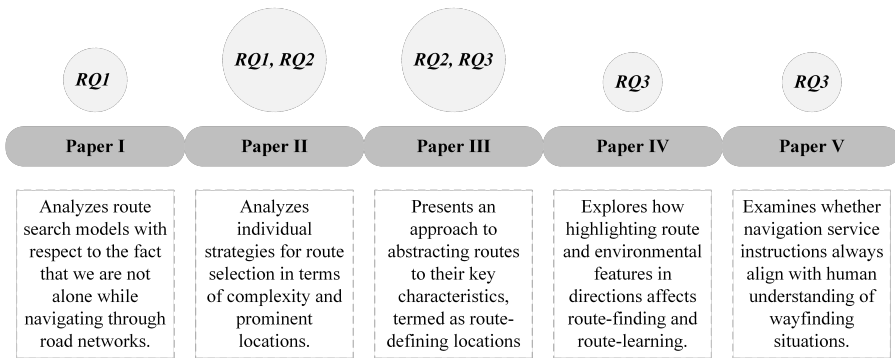 RQ1
RQ1, RQ2
RQ2, RQ3
RQ3
RQ3
Paper I
Paper II
Paper III
Paper IV
Paper V
Analyzes route
search models with
respect to the fact
that we are not
alone while
navigating through
road networks.
Analyzes
individual
strategies for route
selection in terms
of complexity and
prominent
locations.
Presents an
approach to
abstracting routes
to their key
characteristics,
termed as route-
defining locations
Explores how
highlighting route
and environmental
features in
directions affects
route-finding and
route-learning.
Examines whether
navigation service
instructions always
align with human
understanding of
wayfinding
situations.